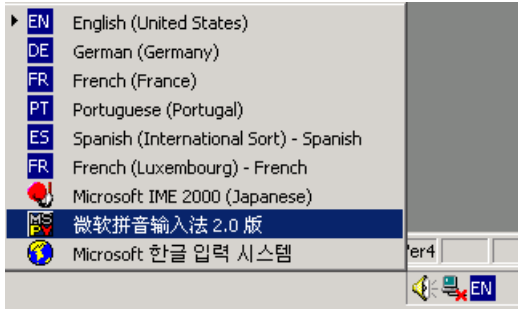 EN English (United States)
DE German (Germany)
FR French (France)
PT Portuguese (Portugal)
ES Spanish (International Sort) - Spanish
FR French (Luxembourg) - French
Microsoft IME 2000 (Japanese)
MS PY 微软拼音输入法 2.0 版
Microsoft 한글 입력 시스템
er4
EN